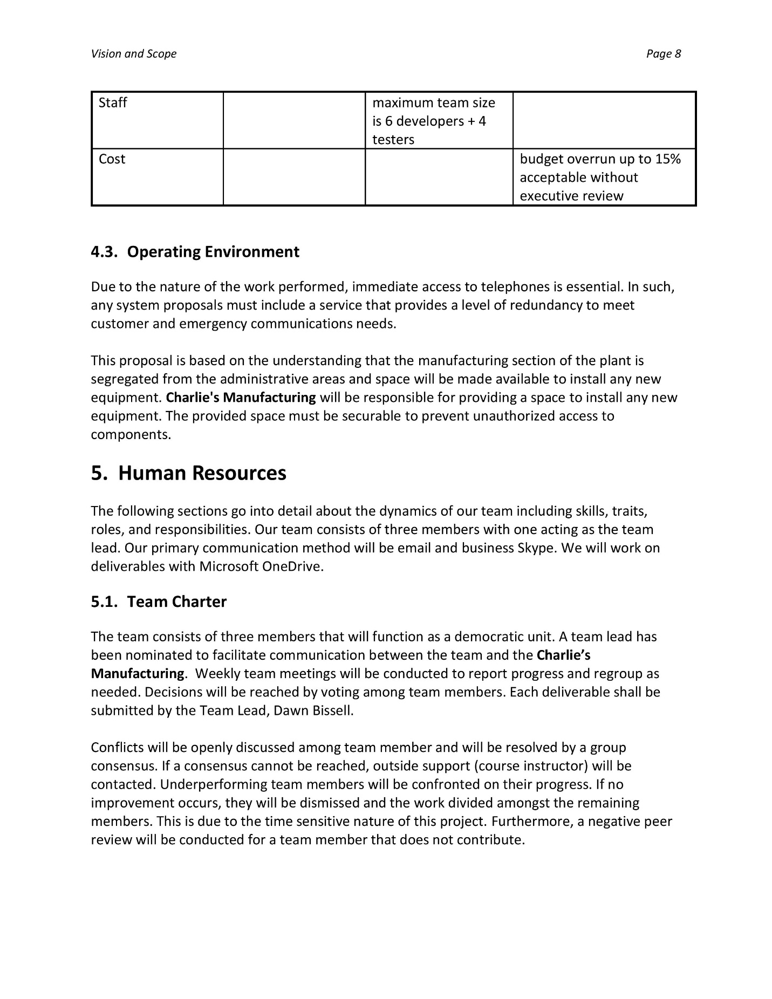 Vision and Scope Page 8
Staff
maximum team size
is 6 developers + 4
testers
Cost
budget overrun up to 15%
acceptable without
executive review
4.3. Operating Environment
Due to the nature of the work performed, immediate access to telephones is essential. In such,
any system proposals must include a service that provides a level of redundancy to meet
customer and emergency communications needs.
This proposal is based on the understanding that the manufacturing section of the plant is
segregated from the administrative areas and space will be made available to install any new
equipment. Charlie's Manufacturing will be responsible for providing a space to install any new
equipment. The provided space must be securable to prevent unauthorized access to
components.
5. Human Resources
The following sections go into detail about the dynamics of our team including skills, traits,
roles, and responsibilities. Our team consists of three members with one acting as the team
lead. Our primary communication method will be email and business Skype. We will work on
deliverables with Microsoft OneDrive.
5.1. Team Charter
The team consists of three members that will function as a democratic unit. A team lead has
been nominated to facilitate communication between the team and the Charlie’s
Manufacturing. Weekly team meetings will be conducted to report progress and regroup as
needed. Decisions will be reached by voting among team members. Each deliverable shall be
submitted by the Team Lead, Dawn Bissell.
Conflicts will be openly discussed among team member and will be resolved by a group
consensus. If a consensus cannot be reached, outside support (course instructor) will be
contacted. Underperforming team members will be confronted on their progress. If no
improvement occurs, they will be dismissed and the work divided amongst the remaining
members. This is due to the time sensitive nature of this project. Furthermore, a negative peer
review will be conducted for a team member that does not contribute.